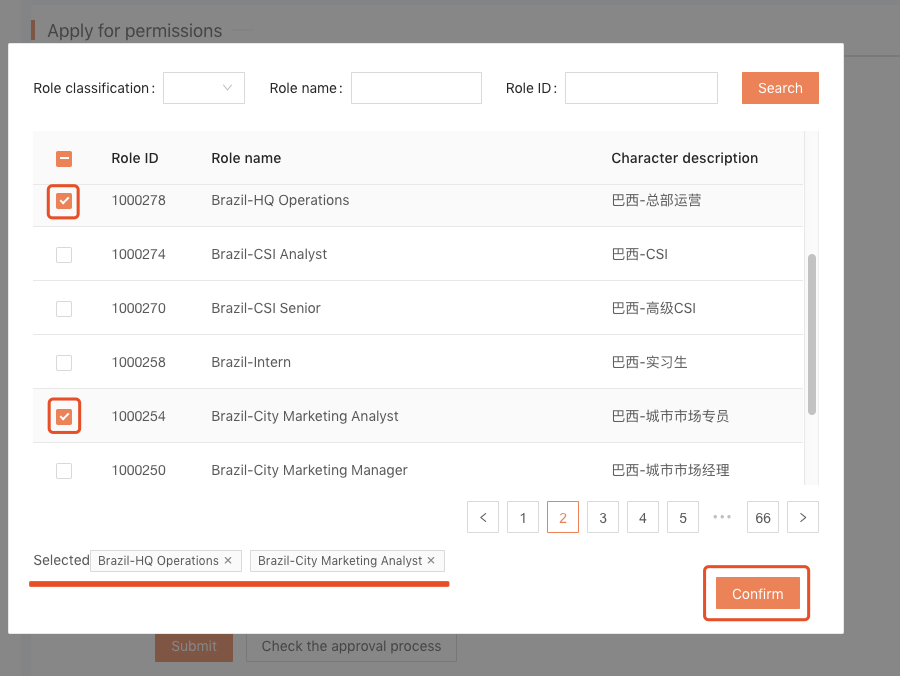 Apply for permissions
Role classification: Role name: Role ID: Search
Role ID Role name Character description
1000278 Brazil-HQ Operations 巴西-总部运营
1000274 Brazil-CSI Analyst 巴西-CSI
1000270 Brazil-CSI Senior 巴西-高级CSI
1000258 Brazil-Intern 巴西-实习生
1000254 Brazil-City Marketing Analyst 巴西-城市市场专员
1000250 Brazil-City Marketing Manager 巴西-城市市场经理
< 1 2 3 4 5 ••• 66 >
Selected Brazil-HQ Operations × Brazil-City Marketing Analyst ×
Confirm
Submit Check the approval process